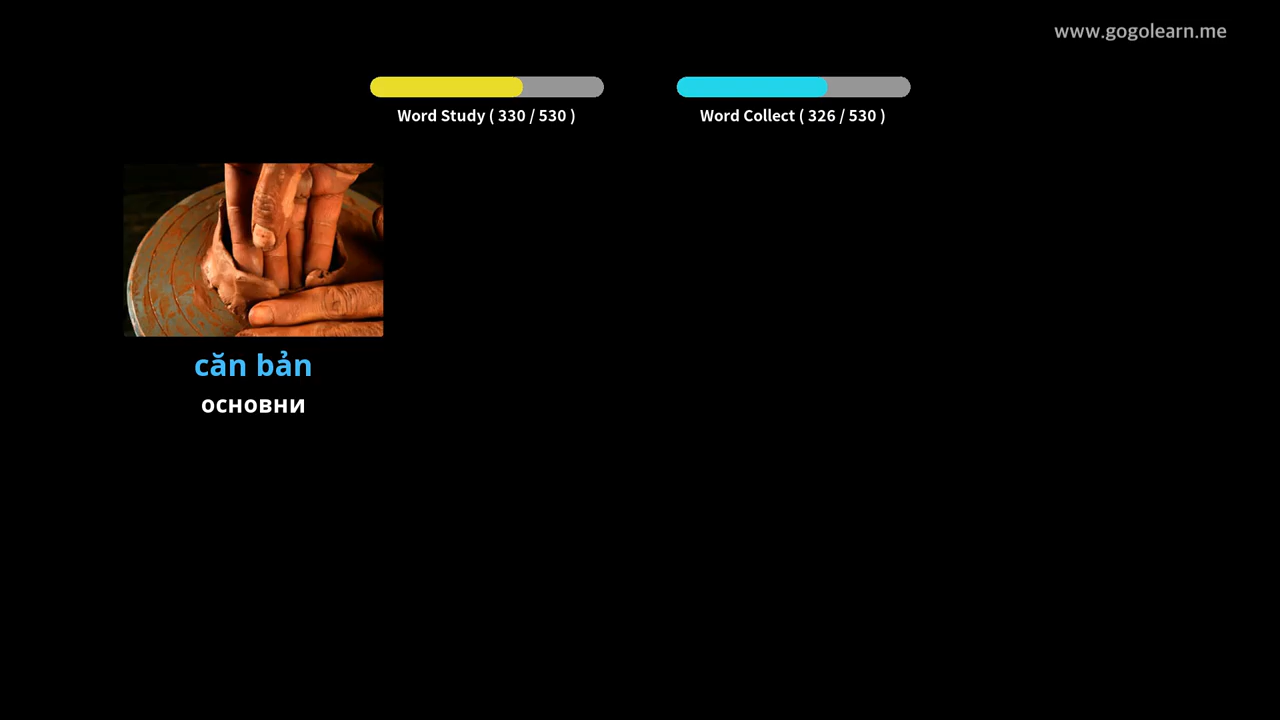 www.gogolearn.me
Word Study ( 330 / 530 )
Word Collect ( 326 / 530 )
căn bản
основни